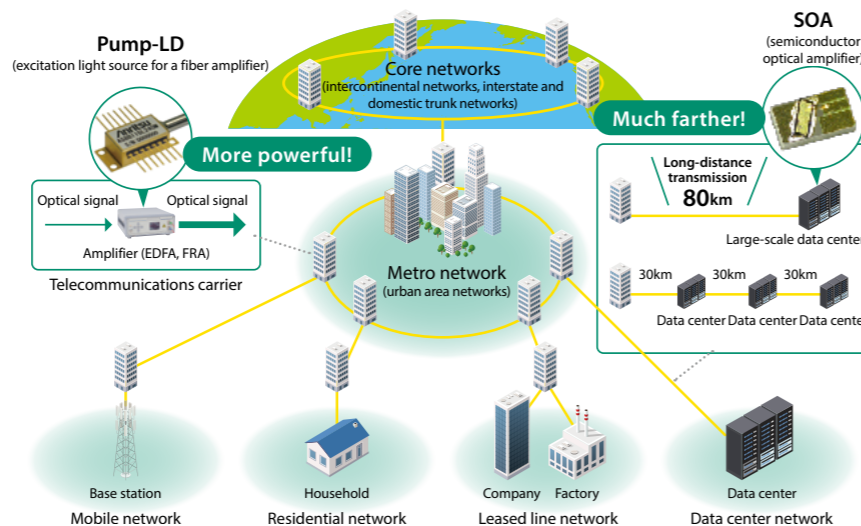 Pump-LD
(excitation light source for a fiber amplifier)
Anritsu
More powerful!
Optical signal
Optical signal
Amplifier (EDFA, FRA)
Telecommunications carrier
Core networks
(intercontinental networks, interstate and
domestic trunk networks)
SOA
(semiconductor
optical amplifier)
Much farther!
Long-distance
transmission
80km
Large-scale data center
30km
30km
30km
Data center
Data center
Data center
Metro network
(urban area networks)
Base station
Mobile network
Household
Residential network
Company
Factory
Leased line network
Data center
Data center network